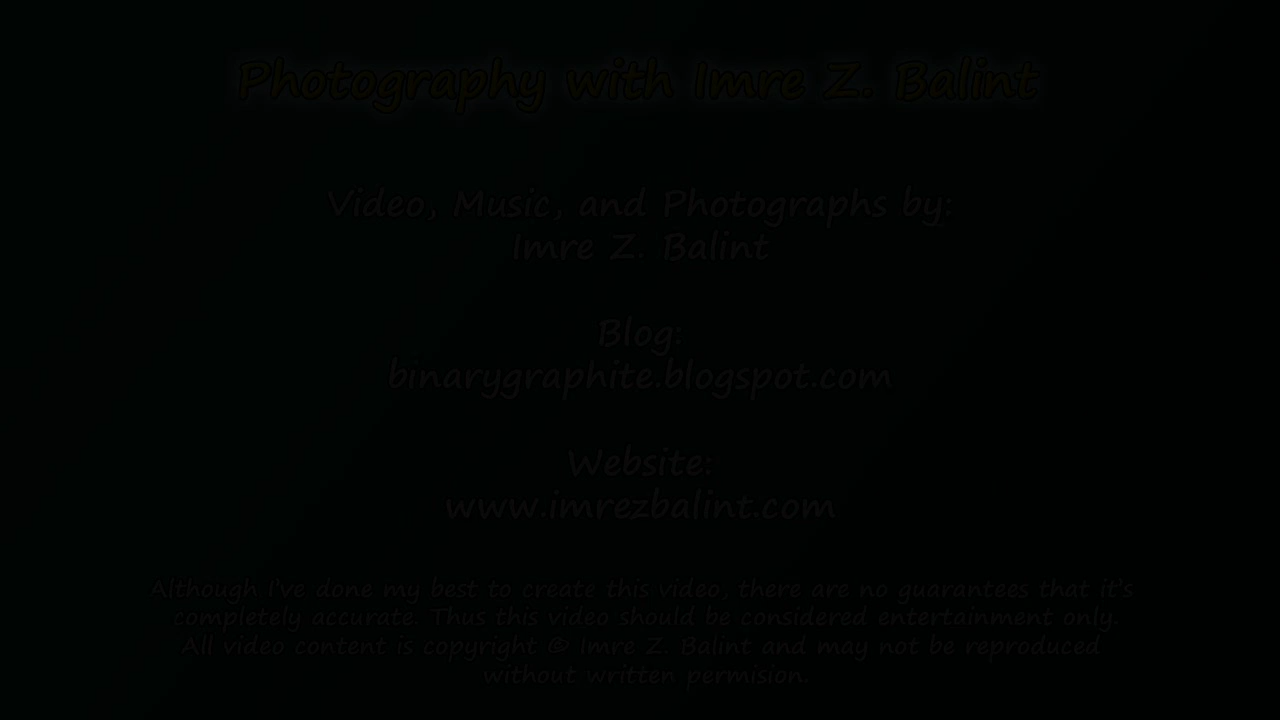 Photography with Imre Z. Balint
Video, Music, and Photographs by:
Imre Z. Balint
Blog:
binarygraphite.blogspot.com
Website:
www.imrezbalint.com
Although I've done my best to create this video, there are no guarantees that it's
completely accurate. Thus this video should be considered entertainment only.
All video content is copyright © Imre Z. Balint and may not be reproduced
without written permision.